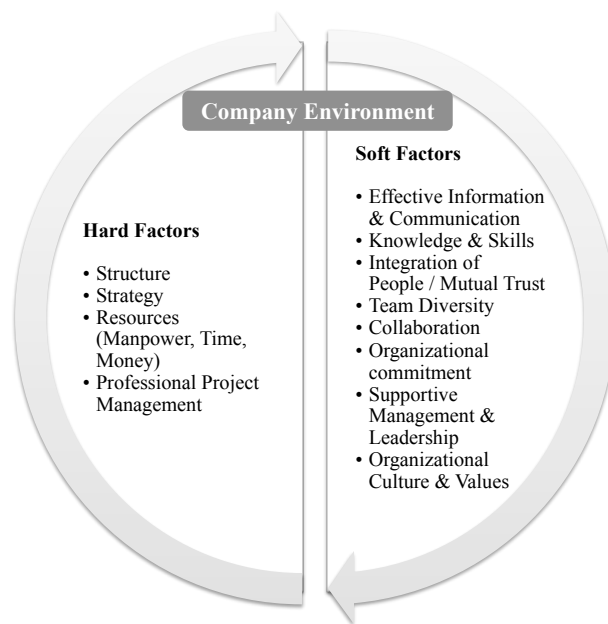 Company Environment
Hard Factors
• Structure
• Strategy
• Resources
(Manpower, Time,
Money)
• Professional Project
Management
Soft Factors
• Effective Information
& Communication
• Knowledge & Skills
• Integration of
People / Mutual Trust
• Team Diversity
• Collaboration
• Organizational
commitment
• Supportive
Management &
Leadership
• Organizational
Culture & Values